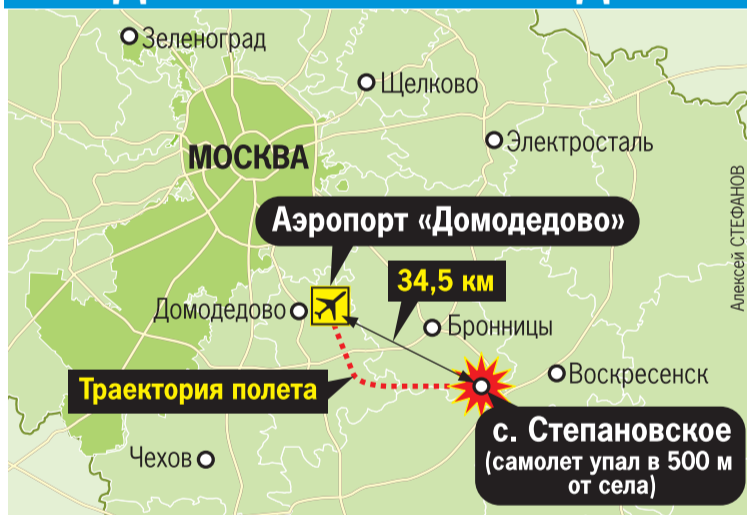 Зеленоград
Щелково
Электросталь
МОСКВА
Алексей СТЕФАНОВ
Аэропорт «Домодедово»
34,5 км
Домодедово
Бронницы
Траектория полета
Воскресенск
с. Степановское
(самолет упал в 500 м
от села)
Чехов